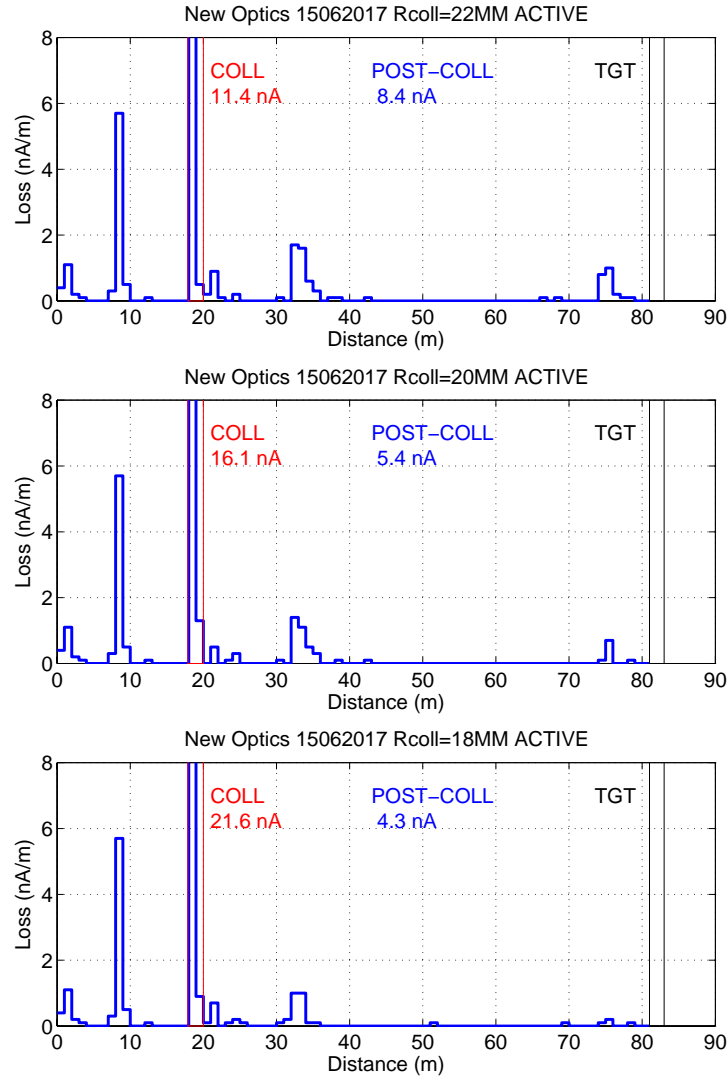 New Optics 15062017 Rcoll=22MM ACTIVE
8
6
4
2
0
Loss (nA/m)
COLL
11.4 nA
POST−COLL
8.4 nA
TGT
0 10 20 30 40 50 60 70 80 90
Distance (m)
New Optics 15062017 Rcoll=20MM ACTIVE
8
6
4
2
0
Loss (nA/m)
COLL
16.1 nA
POST−COLL
5.4 nA
TGT
0 10 20 30 40 50 60 70 80 90
Distance (m)
New Optics 15062017 Rcoll=18MM ACTIVE
8
6
4
2
0
Loss (nA/m)
COLL
21.6 nA
POST−COLL
4.3 nA
TGT
0 10 20 30 40 50 60 70 80 90
Distance (m)